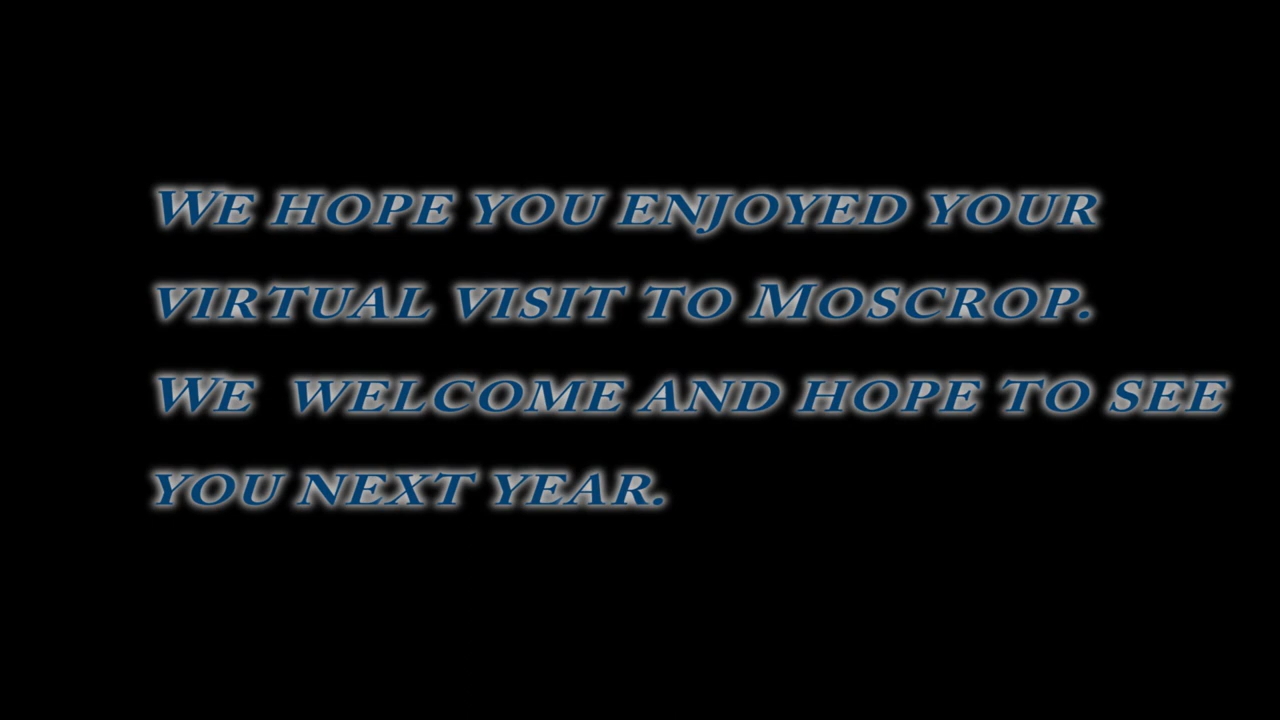 We hope you enjoyed your
virtual visit to Moscrop.
We  welcome and hope to see
you next year.